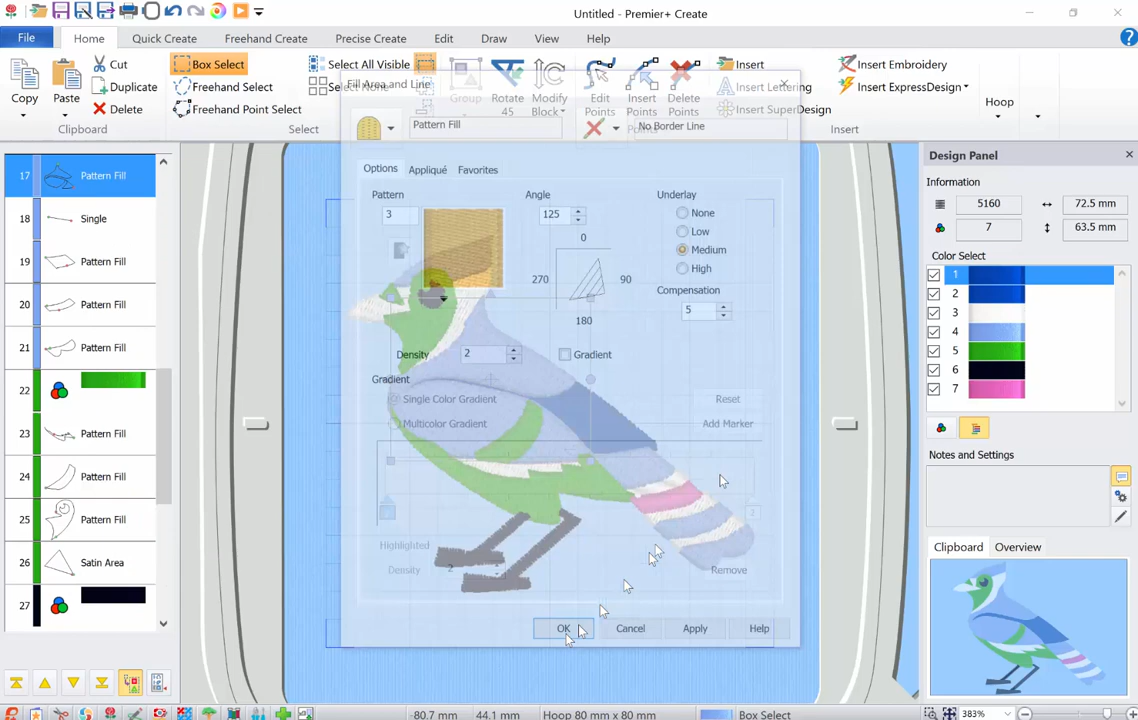 Untitled - Premier+ Create
File
Home
Quick Create
Freehand Create
Precise Create
Edit
Draw
View
Help
Copy
Paste
Cut
Duplicate
Delete
Clipboard
Box Select
Freehand Select
Freehand Point Select
Select All Visible
Select None
Select
Group
Rotate 45
Modify Block
Edit Points
Insert Points
Delete Points
Insert
Insert Lettering
Insert SuperDesign
Insert Embroidery
Insert ExpressDesign
Insert
Hoop
17 Pattern Fill
18 Single
19 Pattern Fill
20 Pattern Fill
21 Pattern Fill
22
23 Pattern Fill
24 Pattern Fill
25 Pattern Fill
26 Satin Area
27
Fill Area and Line
Pattern Fill
No Border Line
Options
Appliqué
Favorites
Pattern
3
Angle
125
0
270
90
180
Underlay
None
Low
Medium
High
Compensation
5
Density
2
Gradient
Gradient
Single Color Gradient
Multicolor Gradient
Reset
Add Marker
Highlighted
Density
2
Remove
OK
Cancel
Apply
Help
Design Panel
Information
5160
72.5 mm
7
63.5 mm
Color Select
1
2
3
4
5
6
7
Notes and Settings
Clipboard
Overview
-80.7 mm
44.1 mm
Hoop 80 mm x 80 mm
Box Select
383%